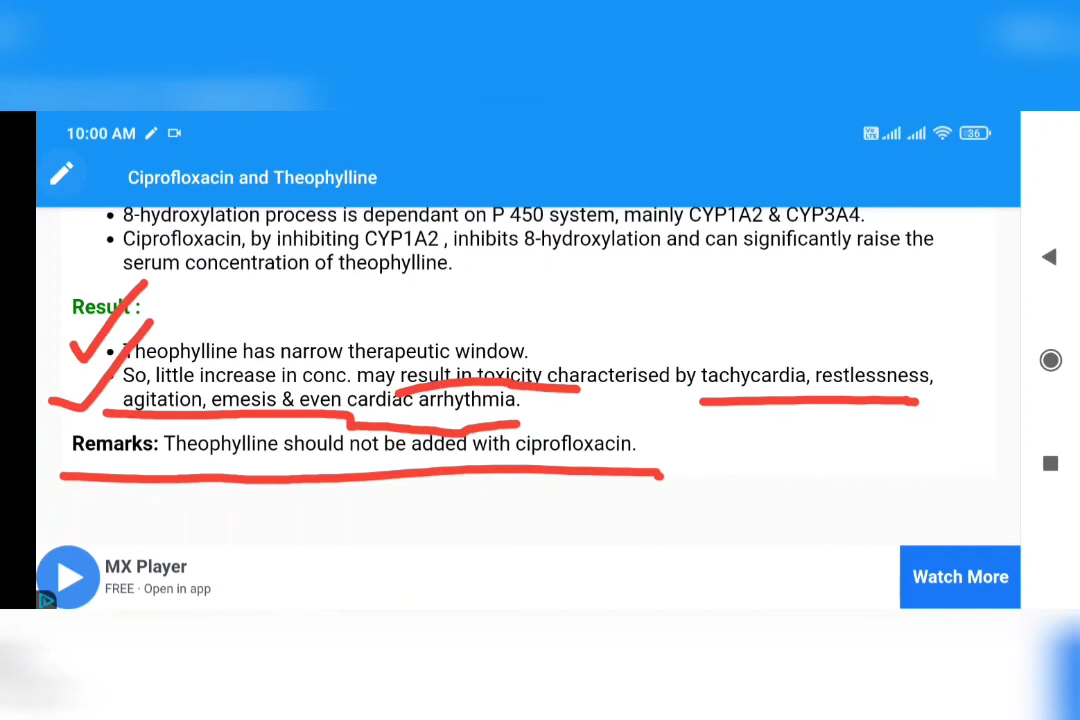 10:00 AM
36
Ciprofloxacin and Theophylline
• 8-hydroxylation process is dependant on P 450 system, mainly CYP1A2 & CYP3A4.
• Ciprofloxacin, by inhibiting CYP1A2 , inhibits 8-hydroxylation and can significantly raise the
serum concentration of theophylline.
Result :
• Theophylline has narrow therapeutic window.
• So, little increase in conc. may result in toxicity characterised by tachycardia, restlessness,
agitation, emesis & even cardiac arrhythmia.
Remarks: Theophylline should not be added with ciprofloxacin.
MX Player
FREE · Open in app
Watch More